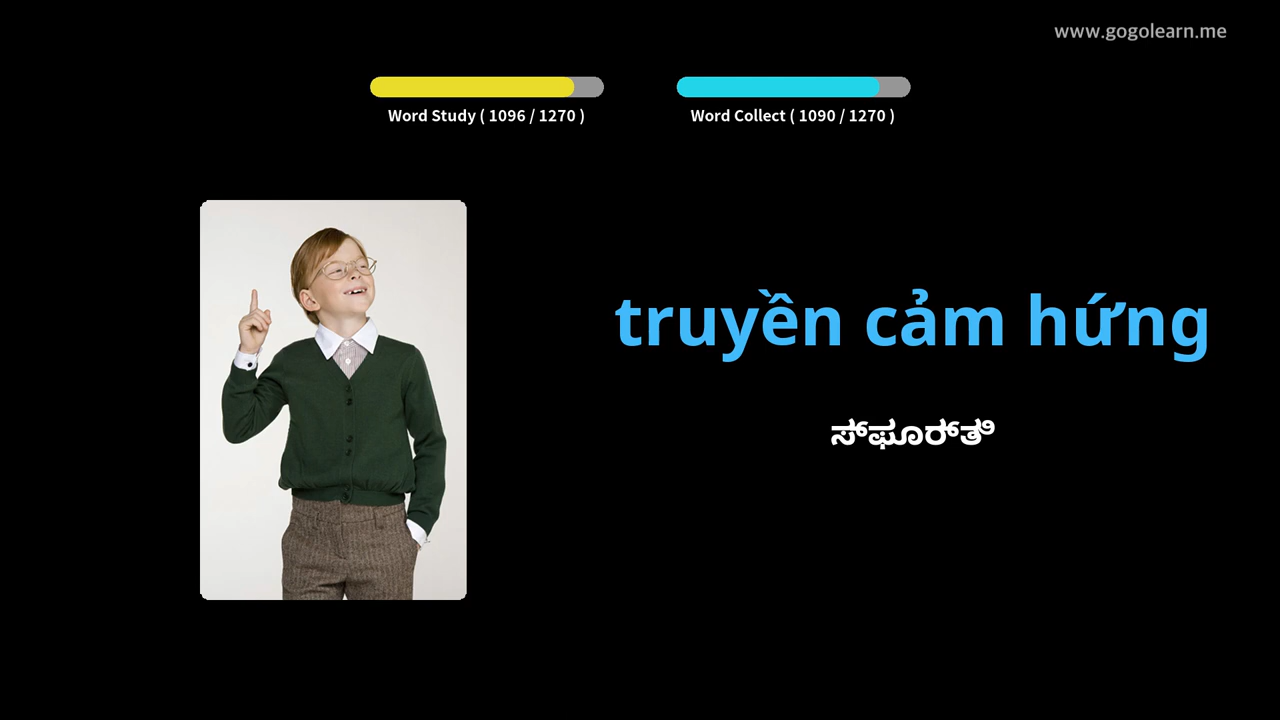 www.gogolearn.me
Word Study ( 1096 / 1270 )
Word Collect ( 1090 / 1270 )
truyền cảm hứng
ಸ್ಫೂರ್ತಿ